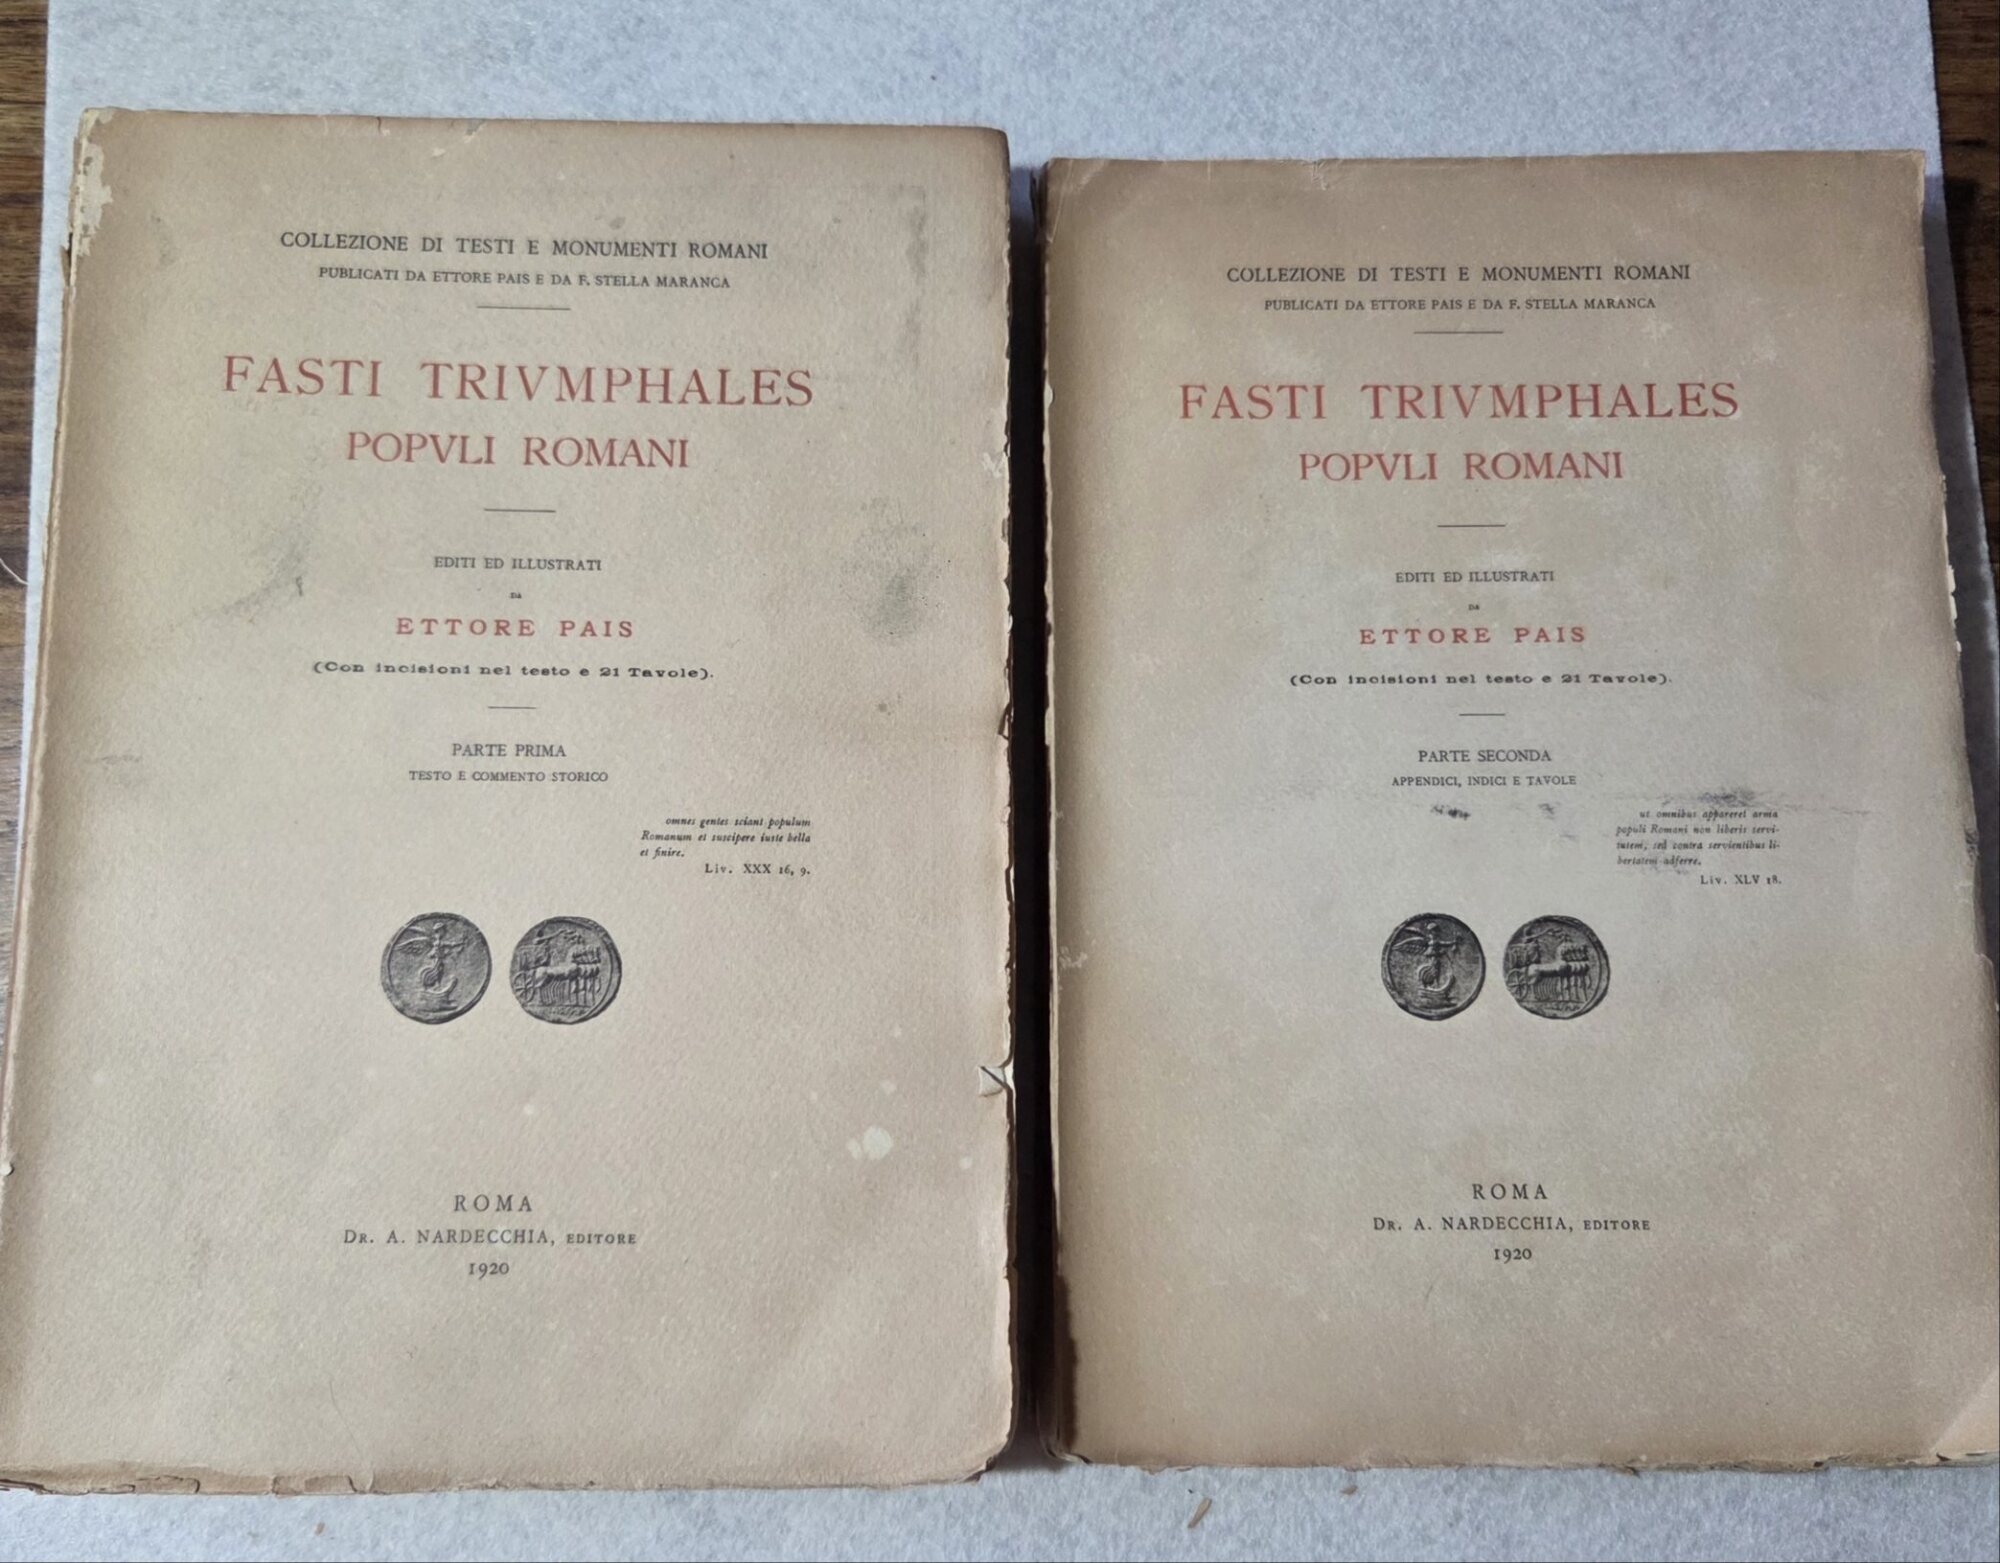 COLLEZIONE DI TESTI E MONUMENTI ROMANI
PUBLICATI DA ETTORE PAIS E DA F. STELLA MARANCA
FASTI TRIVMPHALES
POPVLI ROMANI
EDITI ED ILLUSTRATI
DA
ETTORE PAIS
(Con incisioni nel testo e 21 Tavole).
PARTE PRIMA
TESTO E COMMENTO STORICO
omnes gentes sciant populum
Romanum et suscipere iuste bella
et finire.
Liv. XXX 16, 9.
ROMA
Dr. A. NARDECCHIA, EDITORE
1920
COLLEZIONE DI TESTI E MONUMENTI ROMANI
PUBLICATI DA ETTORE PAIS E DA F. STELLA MARANCA
FASTI TRIVMPHALES
POPVLI ROMANI
EDITI ED ILLUSTRATI
DA
ETTORE PAIS
(Con incisioni nel testo e 21 Tavole).
PARTE SECONDA
APPENDICI, INDICI E TAVOLE
ut omnibus appareret arma
populi Romani non liberis servi-
tutem, sed contra servientibus li-
bertatem adferre.
Liv. XLV 18.
ROMA
Dr. A. NARDECCHIA, EDITORE
1920